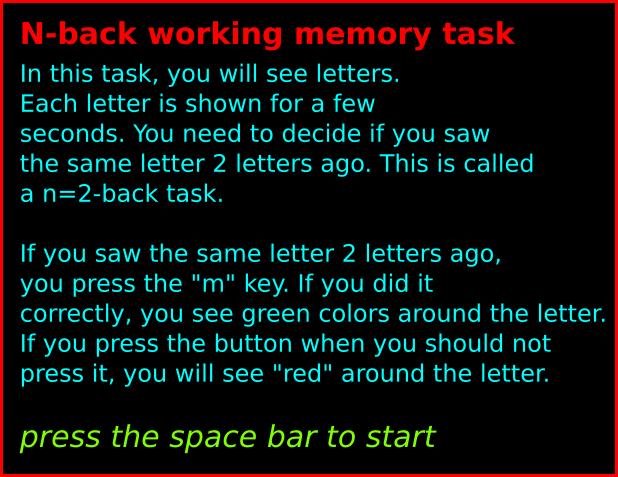 N-back working memory task
In this task, you will see letters.
Each letter is shown for a few
seconds. You need to decide if you saw
the same letter 2 letters ago. This is called
a n=2-back task.
If you saw the same letter 2 letters ago,
you press the "m" key. If you did it
correctly, you see green colors around the letter.
If you press the button when you should not
press it, you will see "red" around the letter.
press the space bar to start